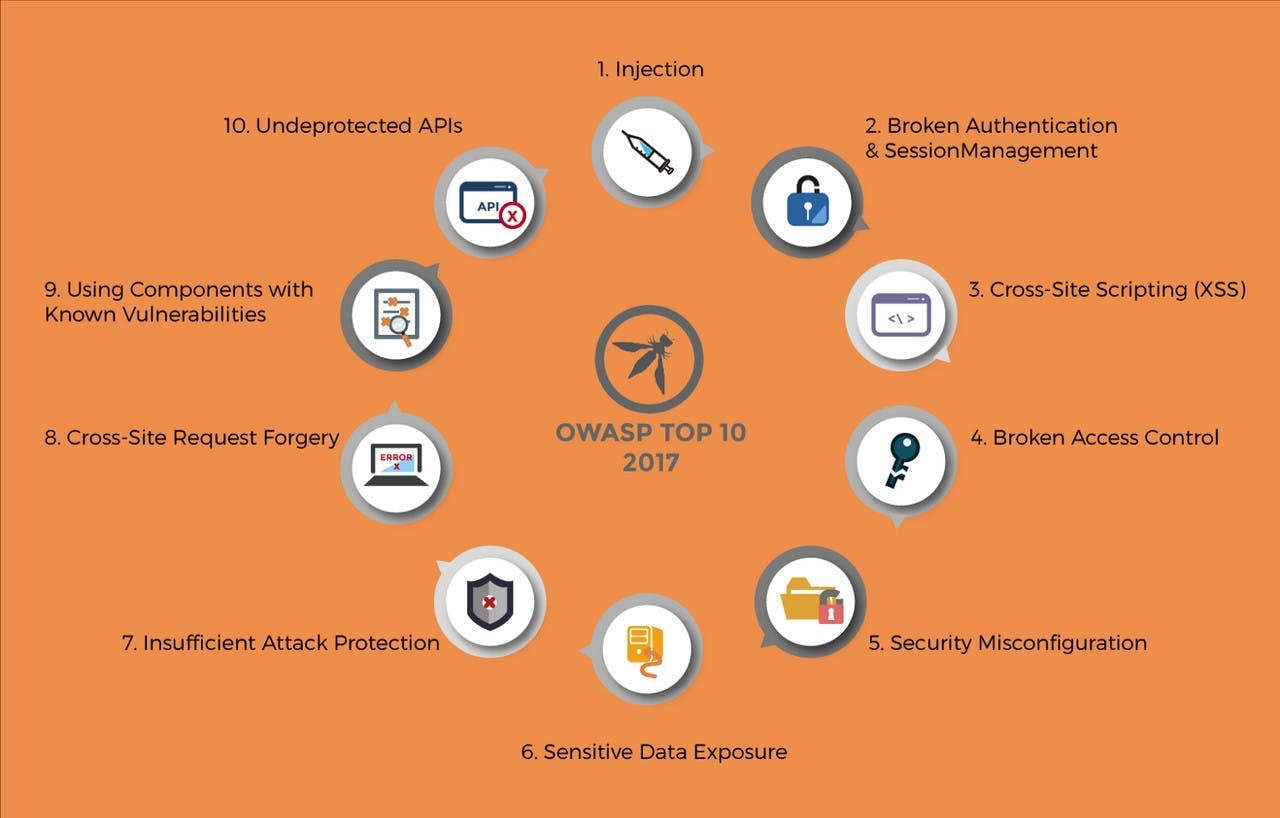 1. Injection
2. Broken Authentication
& SessionManagement
3. Cross-Site Scripting (XSS)
4. Broken Access Control
5. Security Misconfiguration
6. Sensitive Data Exposure
7. Insufficient Attack Protection
8. Cross-Site Request Forgery
9. Using Components with
Known Vulnerabilities
10. Undeprotected APIs
API
X
<\ >
ERROR
X
OWASP TOP 10
2017